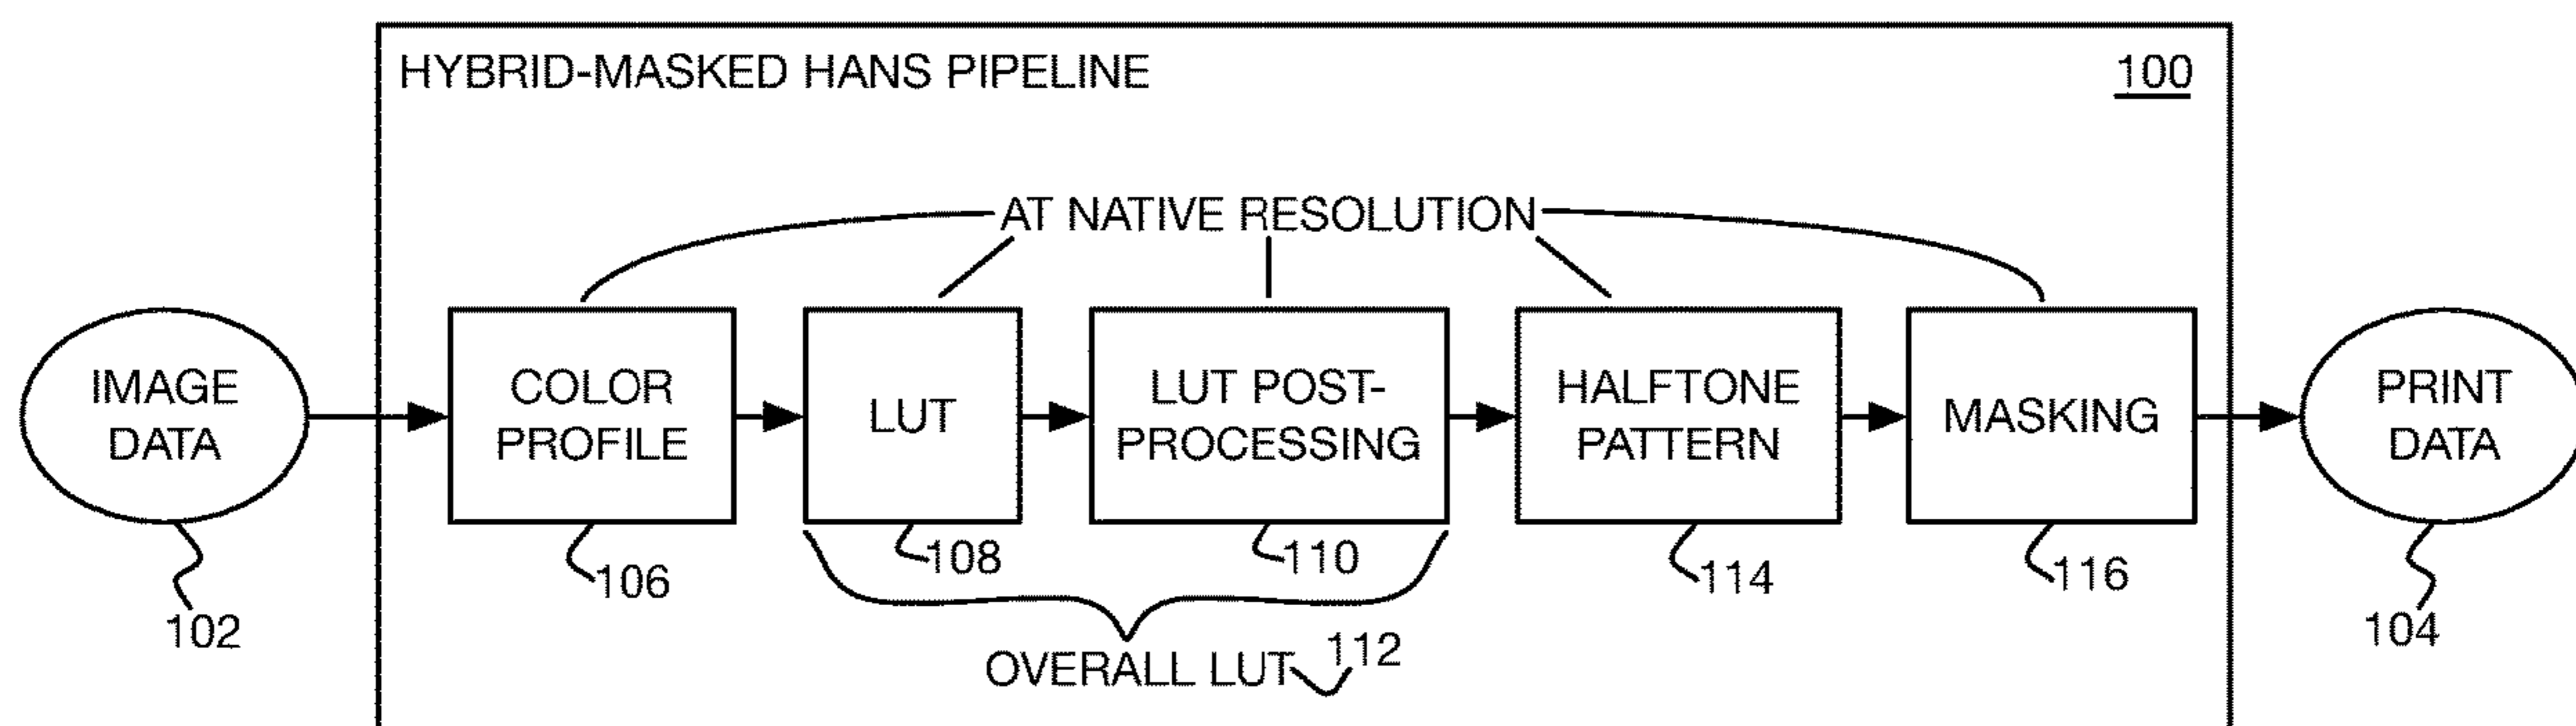 HYBRID-MASKED HANS PIPELINE
100
AT NATIVE RESOLUTION
IMAGE
DATA
COLOR
PROFILE
LUT
LUT POST-
PROCESSING
HALFTONE
PATTERN
MASKING
PRINT
DATA
102
106
108
110
114
116
104
OVERALL LUT
112